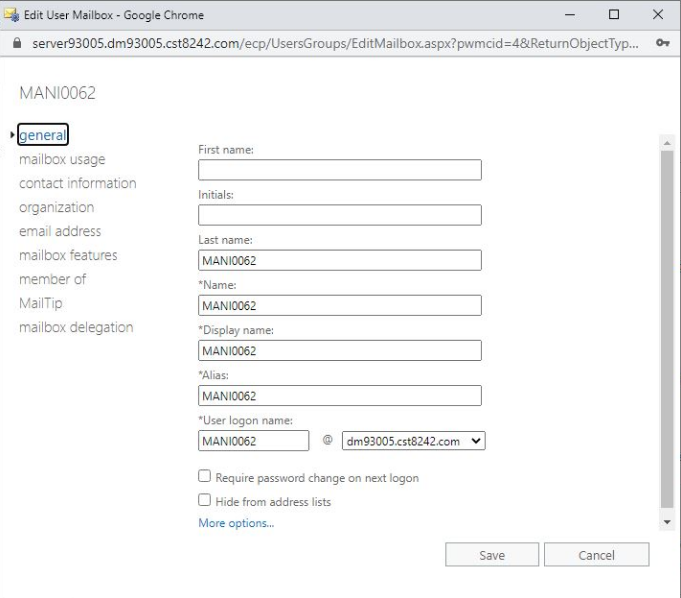 Edit User Mailbox - Google Chrome
server93005.dm93005.cst8242.com/ecp/UsersGroups/EditMailbox.aspx?pwmcid=4&ReturnObjectTyp...
MANI0062
general
mailbox usage
contact information
organization
email address
mailbox features
member of
MailTip
mailbox delegation
First name:
Initials:
Last name:
MANI0062
*Name:
MANI0062
*Display name:
MANI0062
*Alias:
MANI0062
*User logon name:
MANI0062 @ dm93005.cst8242.com
Require password change on next logon
Hide from address lists
More options...
Save Cancel